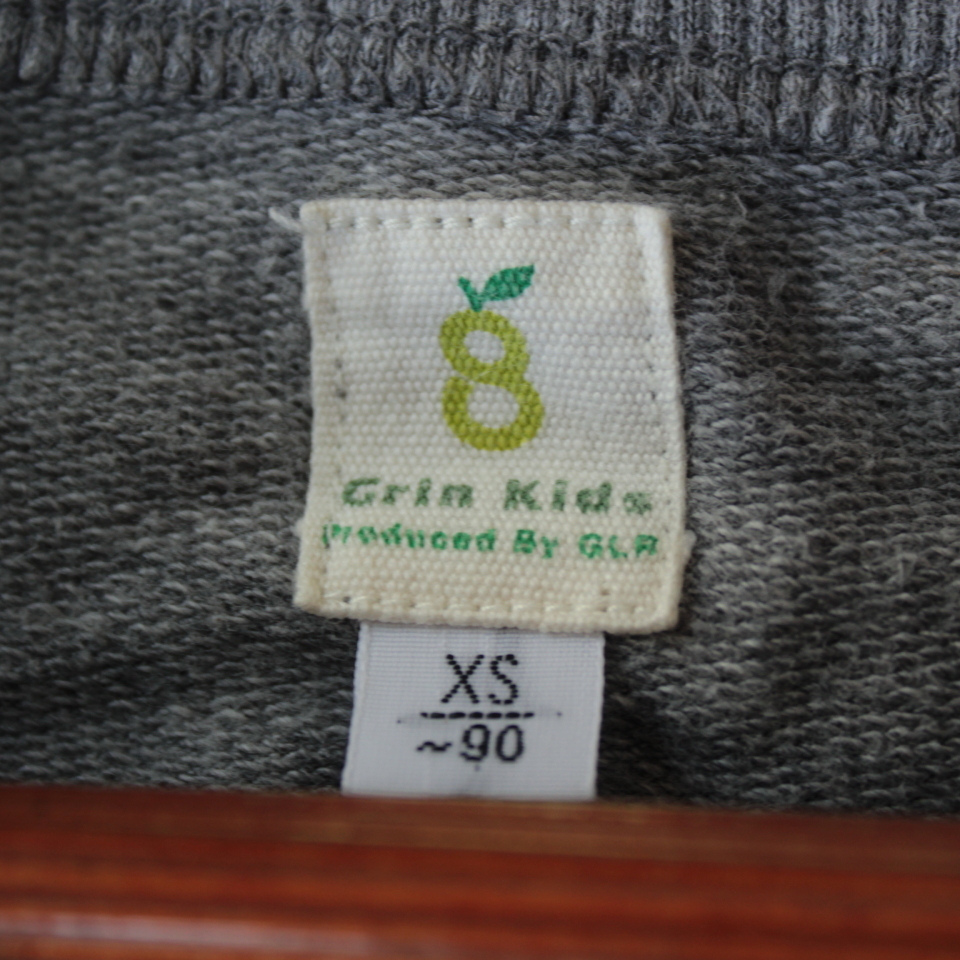 8
Grin Kids
Produced By GLR
XS
~90